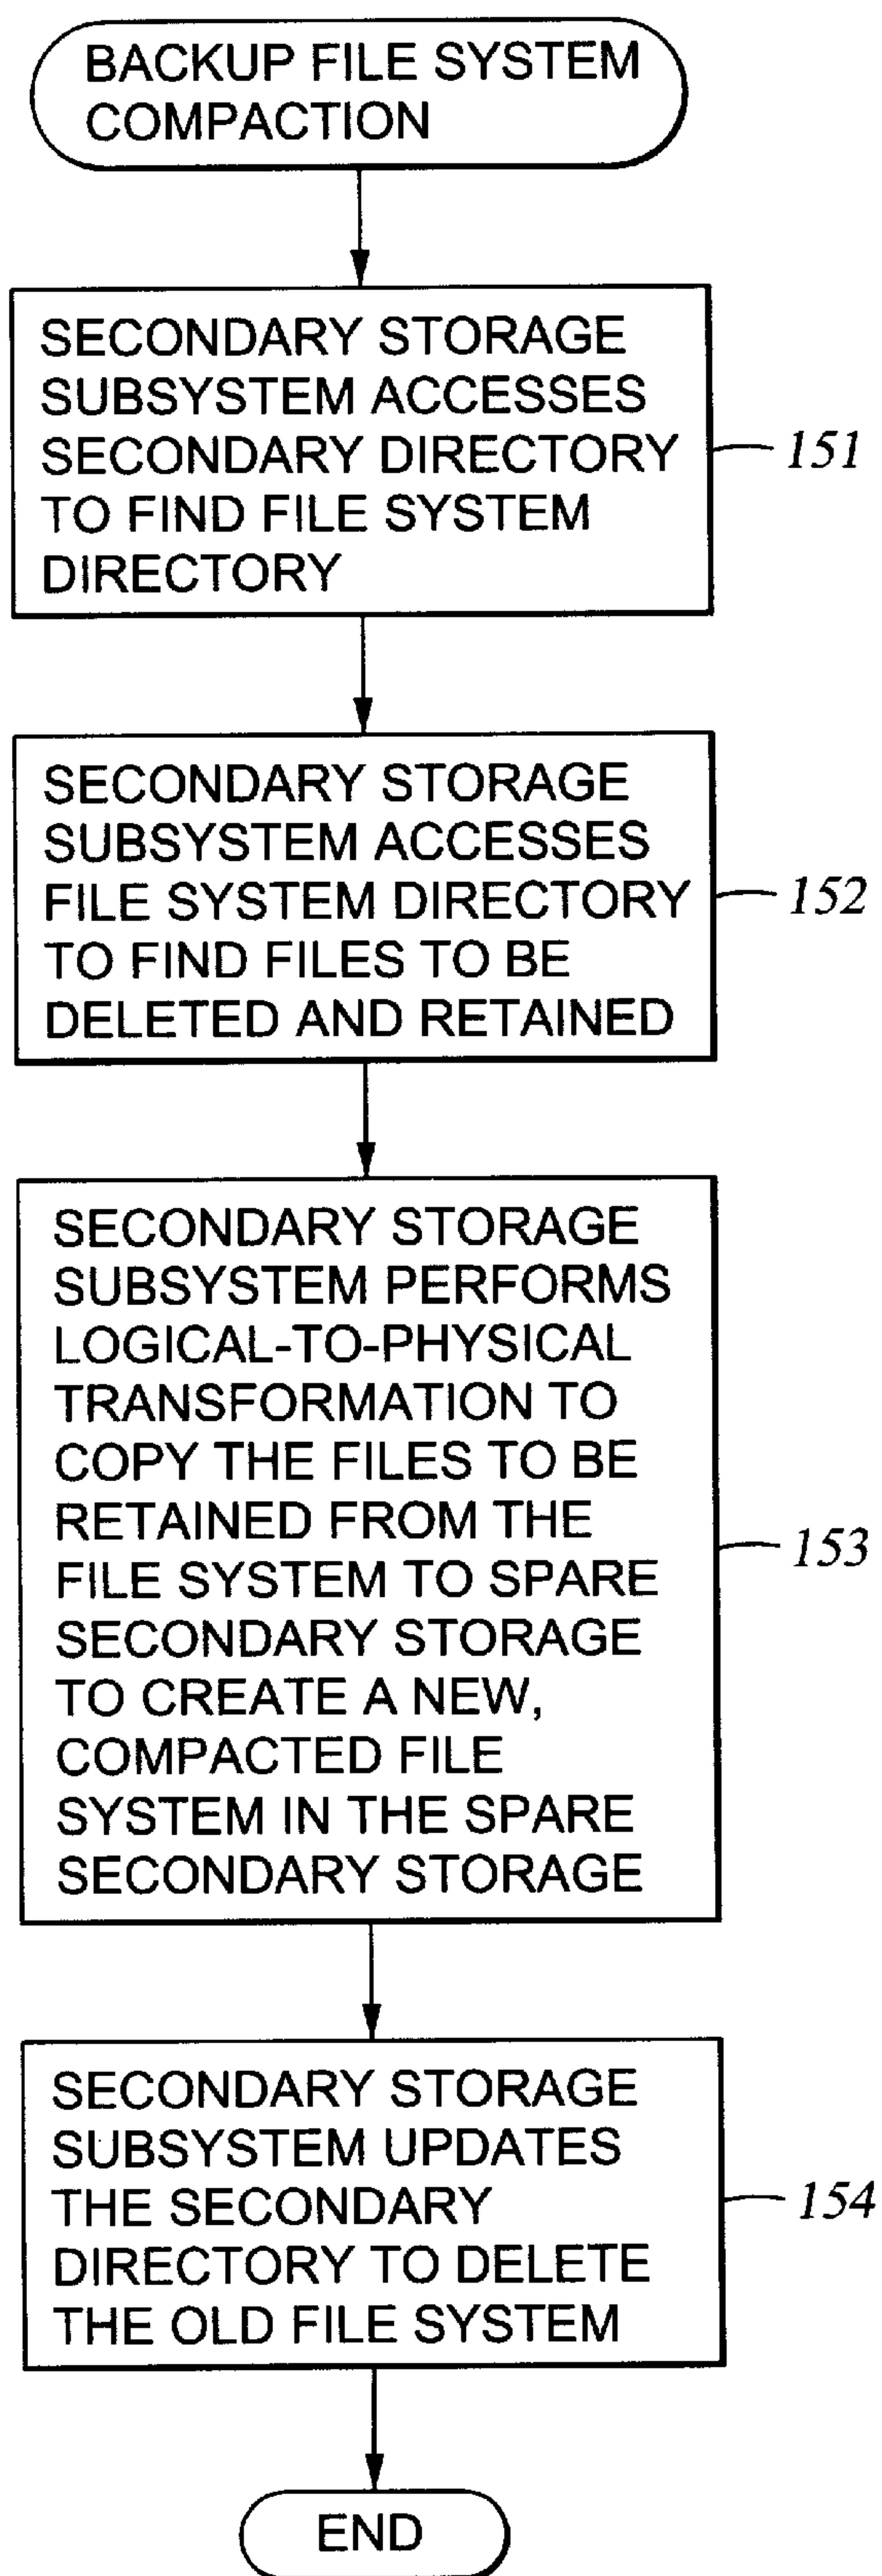 BACKUP FILE SYSTEM
COMPACTION
SECONDARY STORAGE
SUBSYSTEM ACCESSES
SECONDARY DIRECTORY
TO FIND FILE SYSTEM
DIRECTORY
151
SECONDARY STORAGE
SUBSYSTEM ACCESSES
FILE SYSTEM DIRECTORY
TO FIND FILES TO BE
DELETED AND RETAINED
152
SECONDARY STORAGE
SUBSYSTEM PERFORMS
LOGICAL-TO-PHYSICAL
TRANSFORMATION TO
COPY THE FILES TO BE
RETAINED FROM THE
FILE SYSTEM TO SPARE
SECONDARY STORAGE
TO CREATE A NEW,
COMPACTED FILE
SYSTEM IN THE SPARE
SECONDARY STORAGE
153
SECONDARY STORAGE
SUBSYSTEM UPDATES
THE SECONDARY
DIRECTORY TO DELETE
THE OLD FILE SYSTEM
154
END